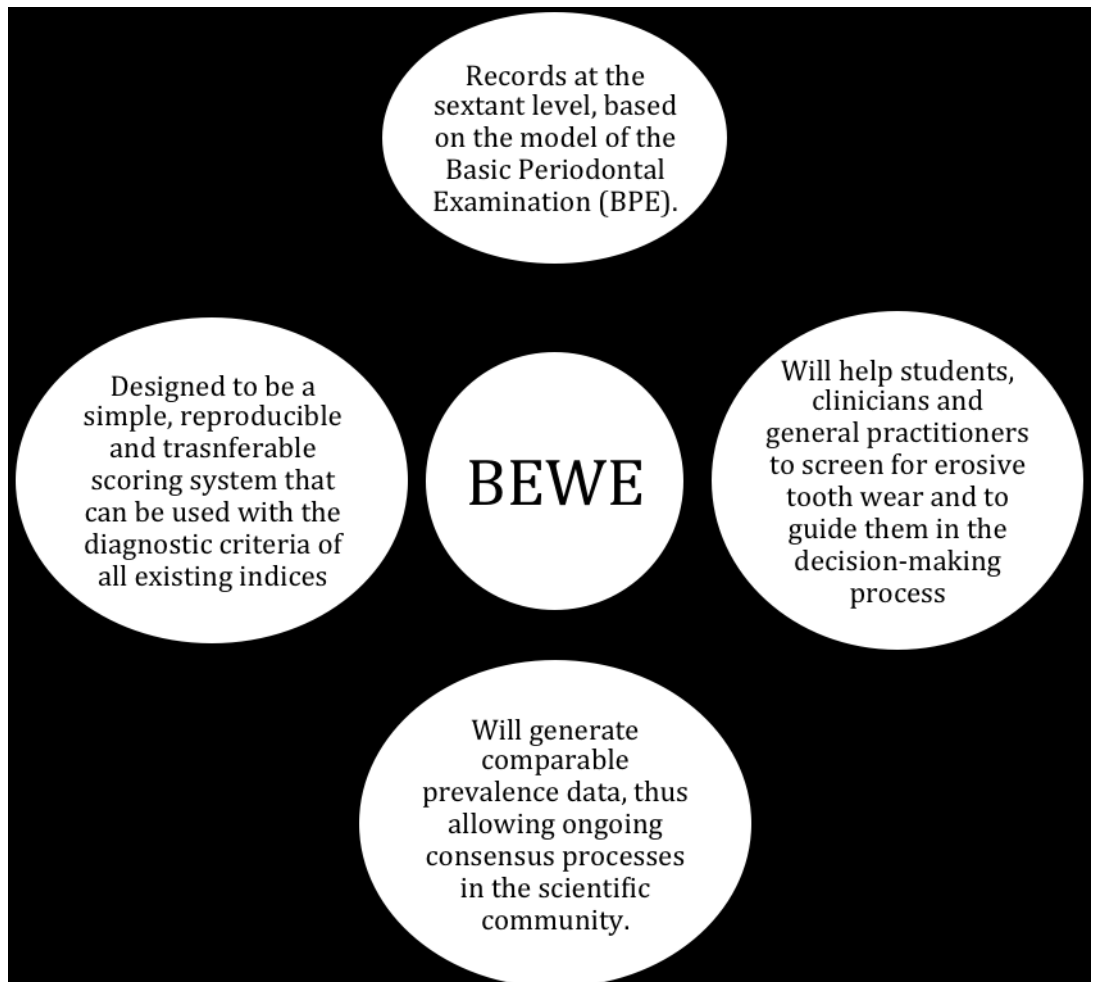 Records at the
sextant level, based
on the model of the
Basic Periodontal
Examination (BPE).
Designed to be a
simple, reproducible
and trasnferable
scoring system that
can be used with the
diagnostic criteria of
all existing indices
BEWE
Will help students,
clinicians and
general practitioners
to screen for erosive
tooth wear and to
guide them in the
decision-making
process
Will generate
comparable
prevalence data, thus
allowing ongoing
consensus processes
in the scientific
community.